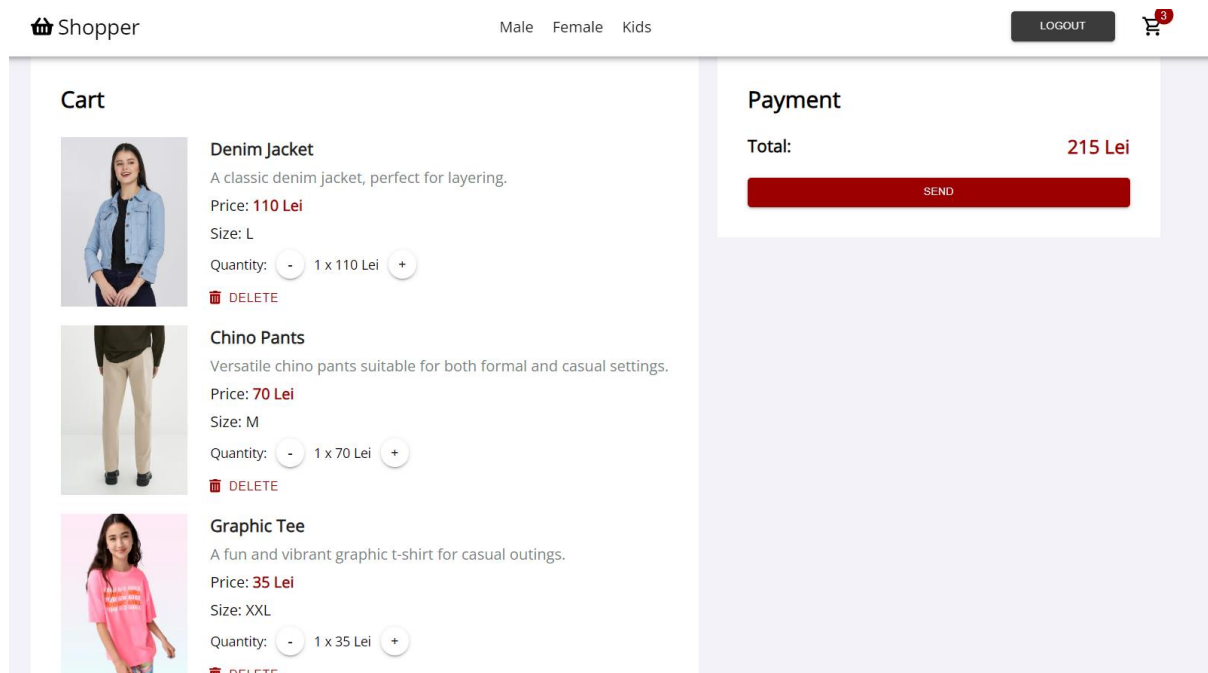 Shopper
Male Female Kids
LOGOUT
3
Cart
Denim Jacket
A classic denim jacket, perfect for layering.
Price: 110 Lei
Size: L
Quantity: - 1 x 110 Lei +
DELETE
Chino Pants
Versatile chino pants suitable for both formal and casual settings.
Price: 70 Lei
Size: M
Quantity: - 1 x 70 Lei +
DELETE
Graphic Tee
A fun and vibrant graphic t-shirt for casual outings.
Price: 35 Lei
Size: XXL
Quantity: - 1 x 35 Lei +
DELETE
Payment
Total: 215 Lei
SEND